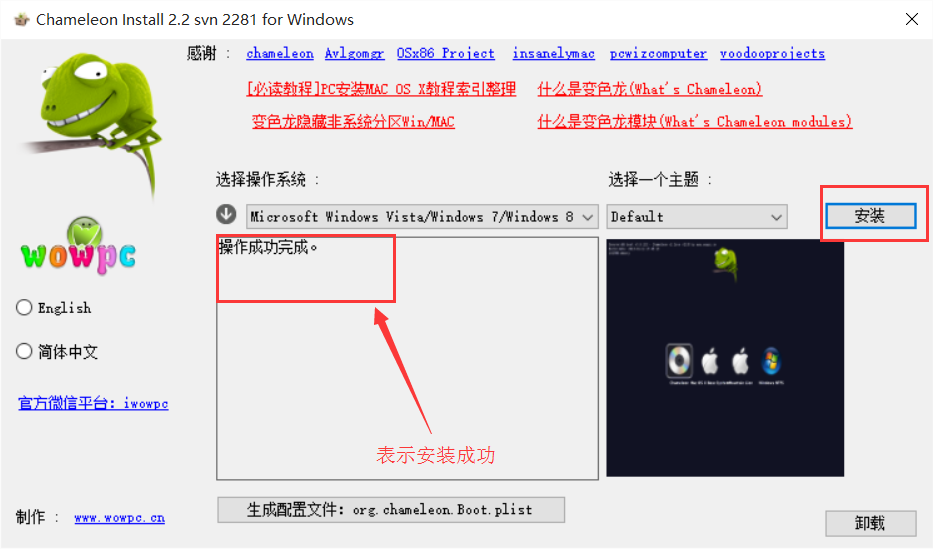 Chameleon Install 2.2 svn 2281 for Windows
感谢 : chameleon Avlgomgr OSx86 Project insanelymac pcwizcomputer voodooprojects
[必读教程]PC安装MAC OS X教程索引整理 什么是变色龙(What's Chameleon)
变色龙隐藏非系统分区Win/MAC 什么是变色龙模块(What's Chameleon modules)
选择操作系统 : 选择一个主题 :
Microsoft Windows Vista/Windows 7/Windows 8 Default 安装
操作成功完成。
wowpc
English
简体中文
官方微信平台: iwowpc
表示安装成功
生成配置文件: org.chameleon.Boot.plist
制作 : www.wowpc.cn
卸载